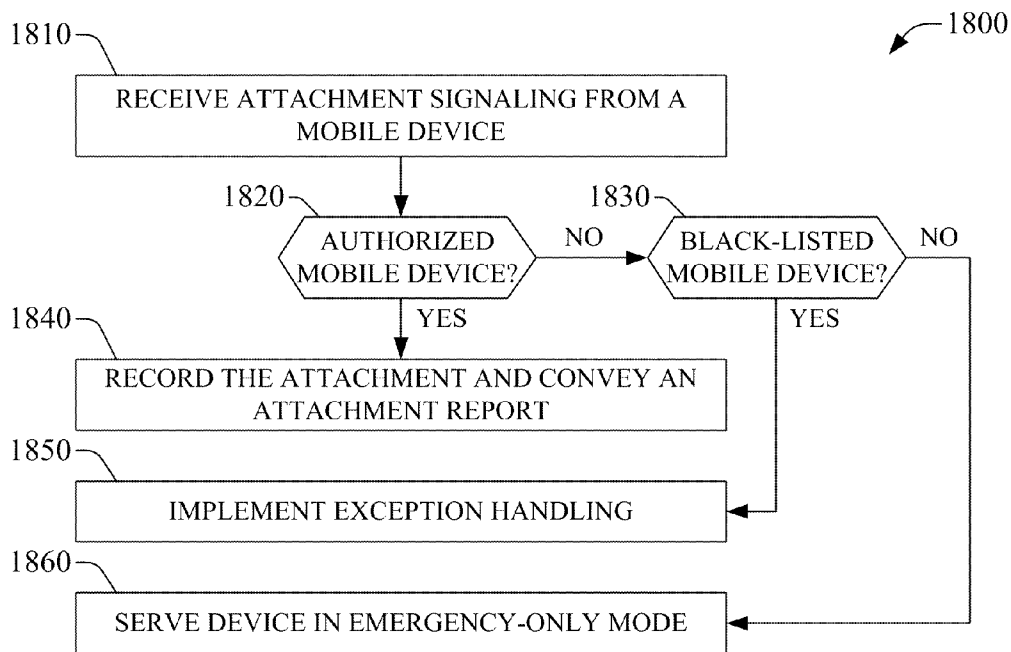 1800
1810
RECEIVE ATTACHMENT SIGNALING FROM A
MOBILE DEVICE
1820
AUTHORIZED
MOBILE DEVICE?
NO
1830
BLACK-LISTED
MOBILE DEVICE?
NO
YES
YES
1840
RECORD THE ATTACHMENT AND CONVEY AN
ATTACHMENT REPORT
1850
IMPLEMENT EXCEPTION HANDLING
1860
SERVE DEVICE IN EMERGENCY-ONLY MODE